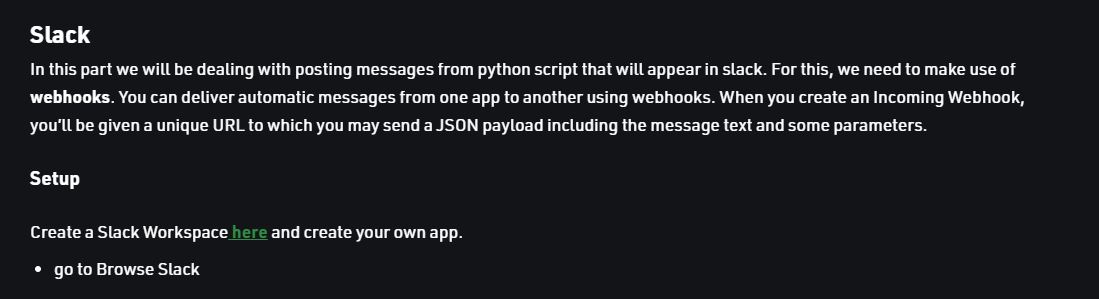 Slack
In this part we will be dealing with posting messages from python script that will appear in slack. For this, we need to make use of
webhooks. You can deliver automatic messages from one app to another using webhooks. When you create an Incoming Webhook,
you'll be given a unique URL to which you may send a JSON payload including the message text and some parameters.
Setup
Create a Slack Workspace here and create your own app.
• go to Browse Slack